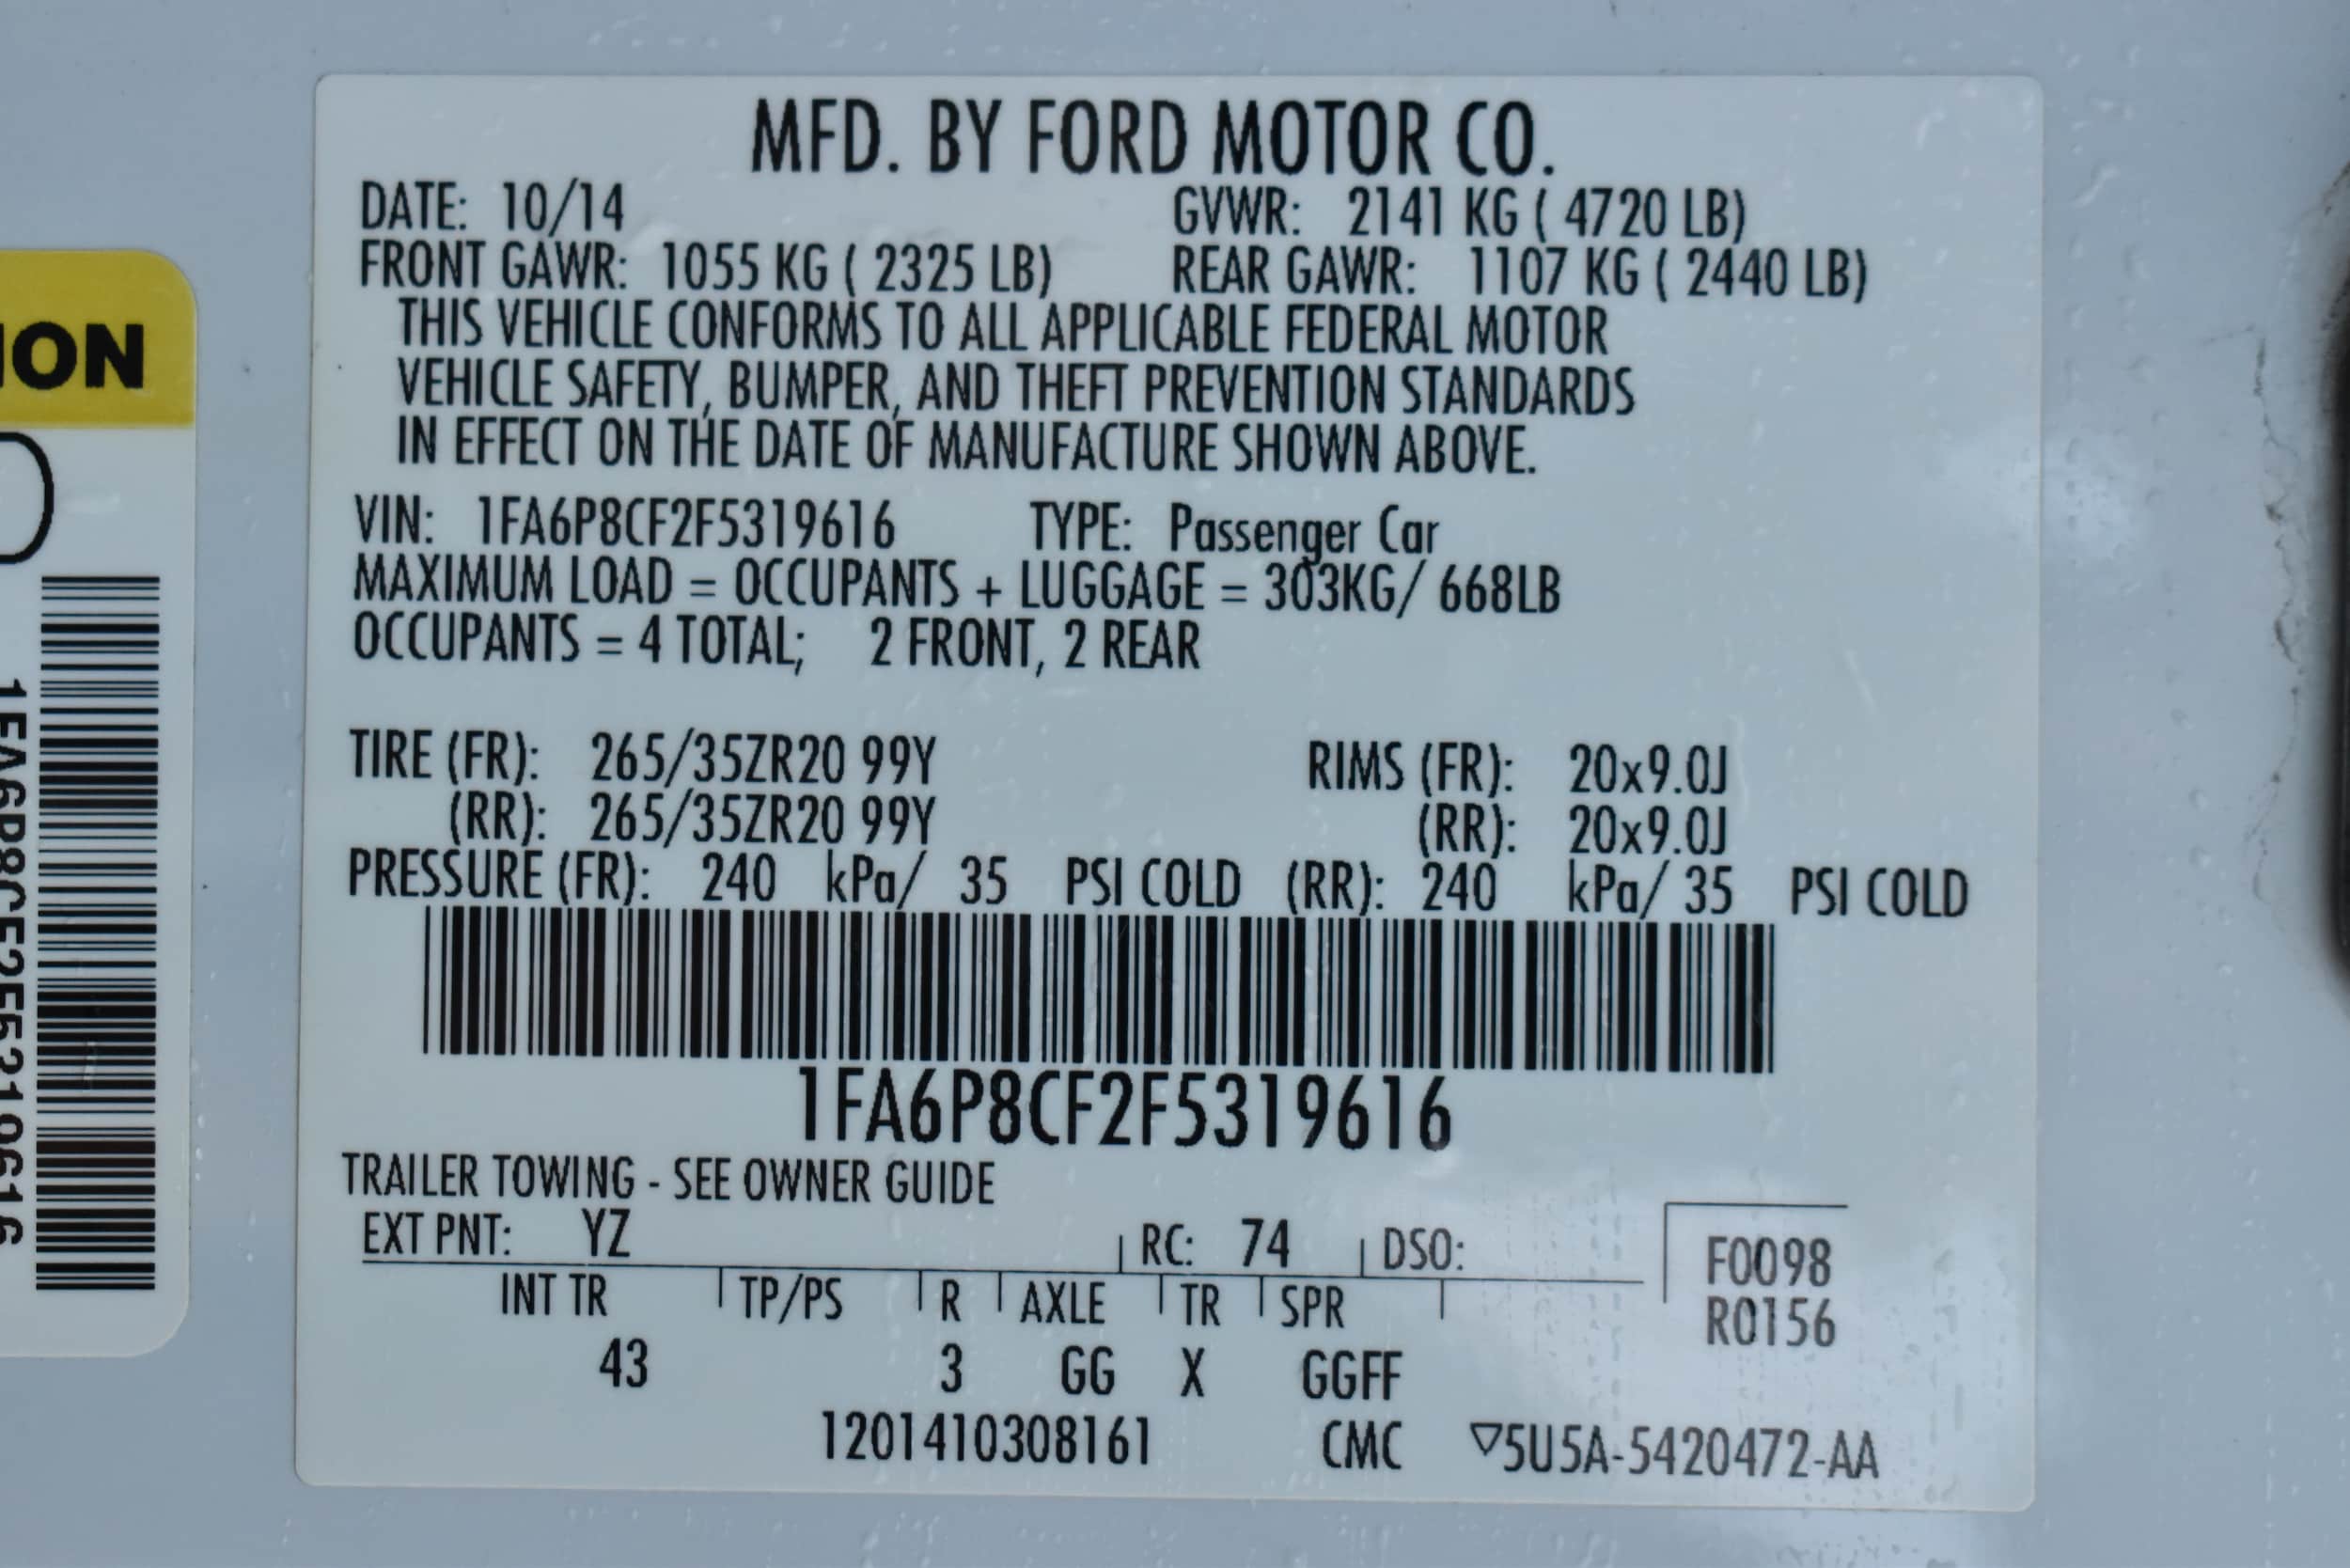 MFD. BY FORD MOTOR CO.
DATE: 10/14 GVWR: 2141 KG ( 4720 LB)
FRONT GAWR: 1055 KG ( 2325 LB) REAR GAWR: 1107 KG ( 2440 LB)
THIS VEHICLE CONFORMS TO ALL APPLICABLE FEDERAL MOTOR
VEHICLE SAFETY, BUMPER, AND THEFT PREVENTION STANDARDS
IN EFFECT ON THE DATE OF MANUFACTURE SHOWN ABOVE.
VIN: 1FA6P8CF2F5319616 TYPE: Passenger Car
MAXIMUM LOAD = OCCUPANTS + LUGGAGE = 303KG/ 668LB
OCCUPANTS = 4 TOTAL; 2 FRONT, 2 REAR
TIRE (FR): 265/35ZR20 99Y RIMS (FR): 20x9.0J
(RR): 265/35ZR20 99Y (RR): 20x9.0J
PRESSURE (FR): 240 kPa/ 35 PSI COLD (RR): 240 kPa/ 35 PSI COLD
1FA6P8CF2F5319616
TRAILER TOWING - SEE OWNER GUIDE
EXT PNT: YZ RC: 74 DSO:
INT TR TP/PS R AXLE TR SPR
F0098
R0156
43 3 GG X GGFF
1201410308161 CMC ▽5U5A-5420472-AA
ION
1FA6P8CF2F5319616